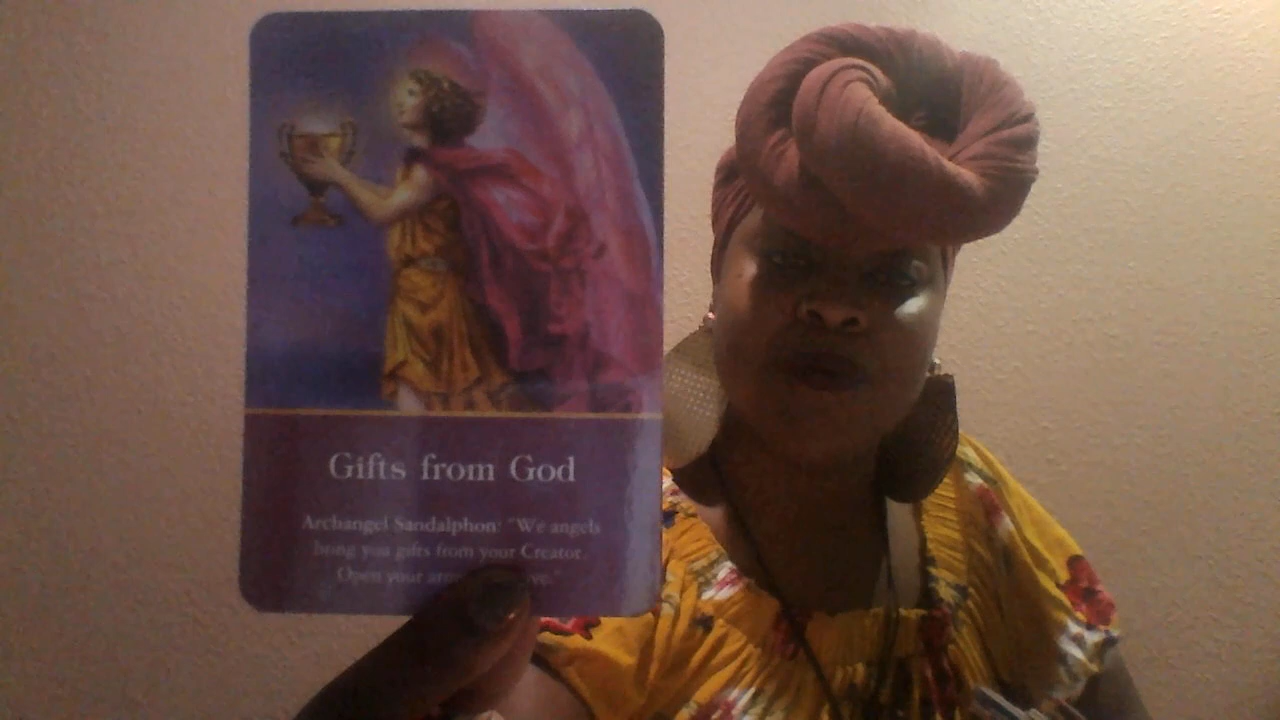 Gifts from God
Archangel Sandalphon: "We angels
bring you gifts from your Creator.
Open your